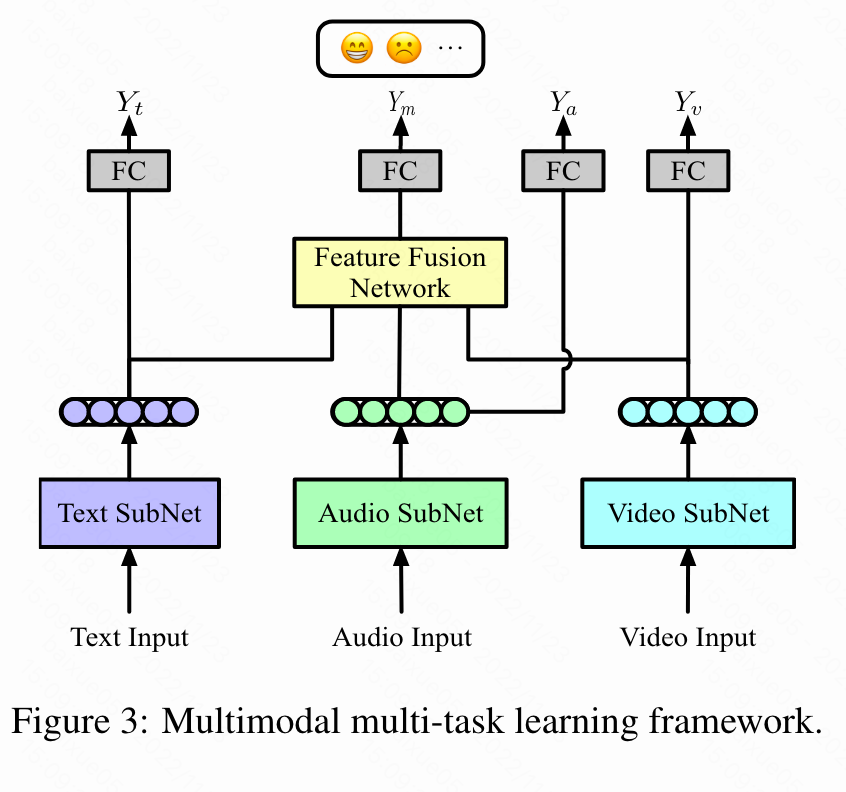 ...
Y_t Y_m Y_a Y_v
FC FC FC FC
Feature Fusion
Network
Text SubNet Audio SubNet Video SubNet
Text Input Audio Input Video Input
Figure 3: Multimodal multi-task learning framework.